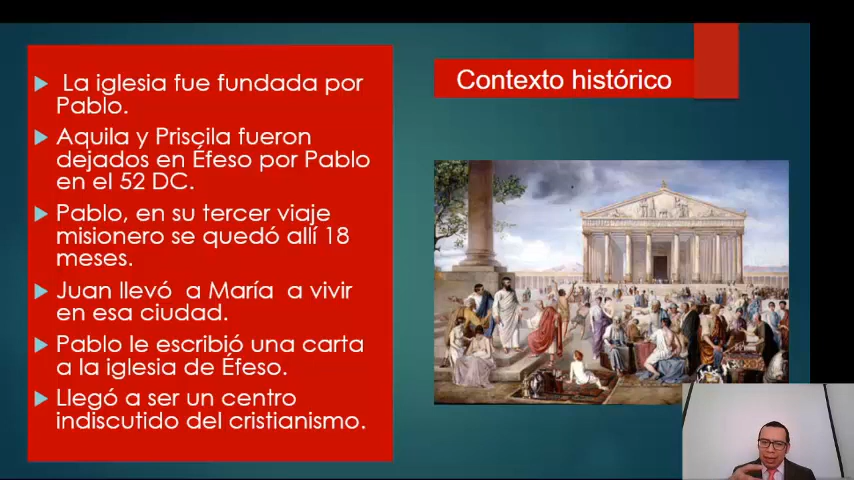 La iglesia fue fundada por
Pablo.
Aquila y Priscila fueron
dejados en Éfeso por Pablo
en el 52 DC.
Pablo, en su tercer viaje
misionero se quedó allí 18
meses.
Juan llevó a María a vivir
en esa ciudad.
Pablo le escribió una carta
a la iglesia de Éfeso.
Llegó a ser un centro
indiscutido del cristianismo.
Contexto histórico